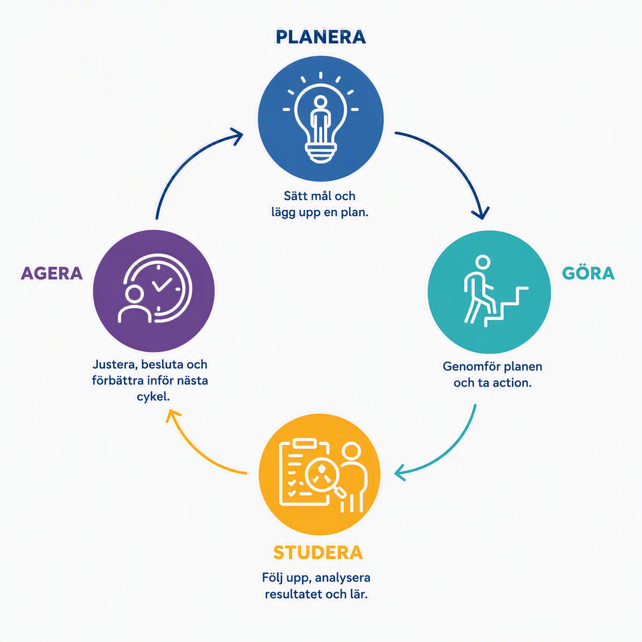 PLANERA
Sätt mål och
lägg upp en plan.
GÖRA
Genomför planen
och ta action.
STUDERA
Följ upp, analysera
resultatet och lär.
AGERA
Justera, besluta och
förbättra inför nästa
cykel.